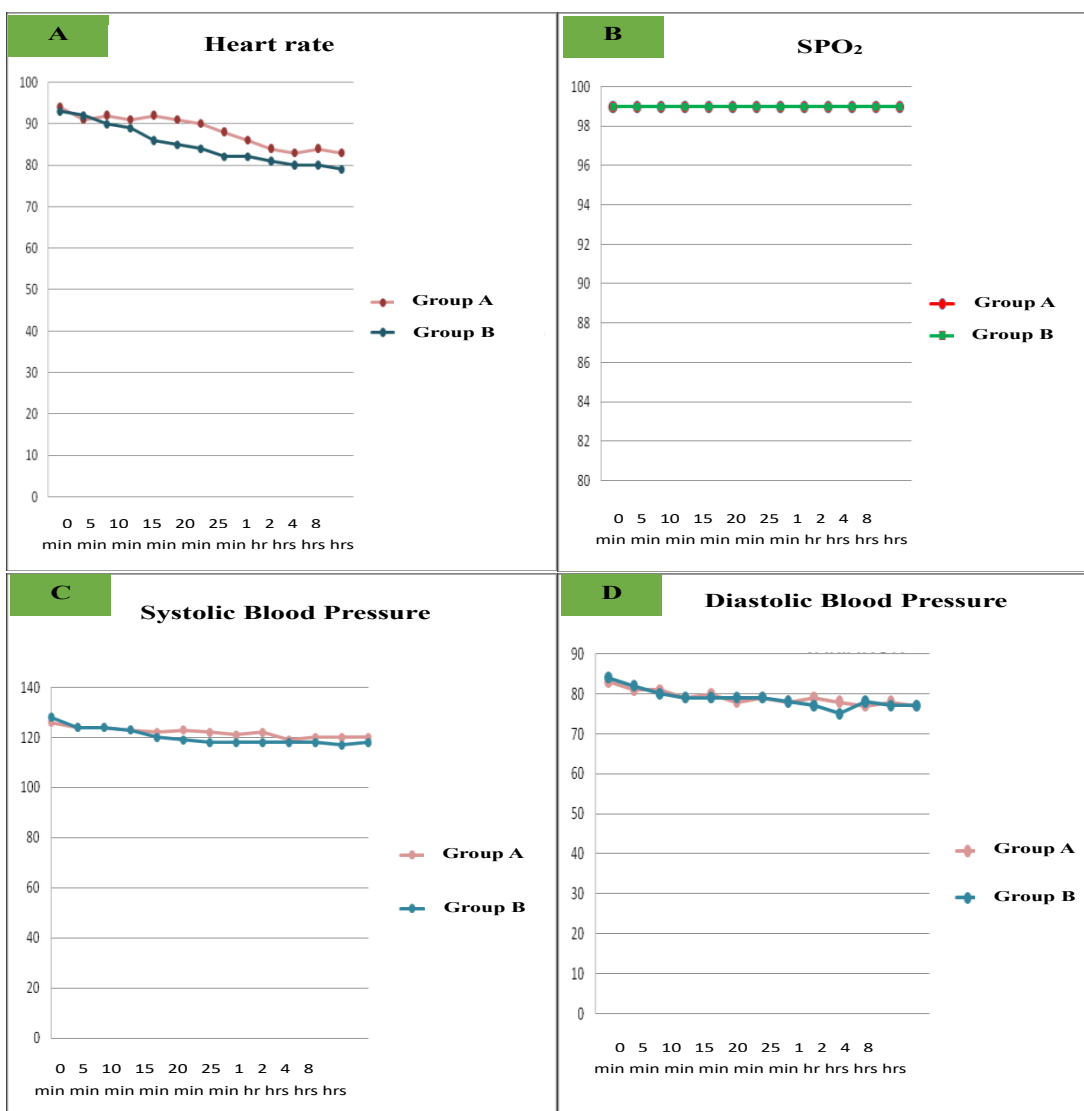 A
Heart rate
100
90
80
70
60
50
40
30
20
10
0
Group A
Group B
0 5 10 15 20 25 1 2 4 8
min min min min min min hr hrs hrs hrs
B
SPO₂
100
98
96
94
92
90
88
86
84
82
80
Group A
Group B
0 5 10 15 20 25 1 2 4 8
min min min min min min hr hrs hrs hrs
C
Systolic Blood Pressure
140
120
100
80
60
40
20
0
Group A
Group B
0 5 10 15 20 25 1 2 4 8
min min min min min min hr hrs hrs hrs
D
Diastolic Blood Pressure
90
80
70
60
50
40
30
20
10
0
Group A
Group B
0 5 10 15 20 25 1 2 4 8
min min min min min min hr hrs hrs hrs